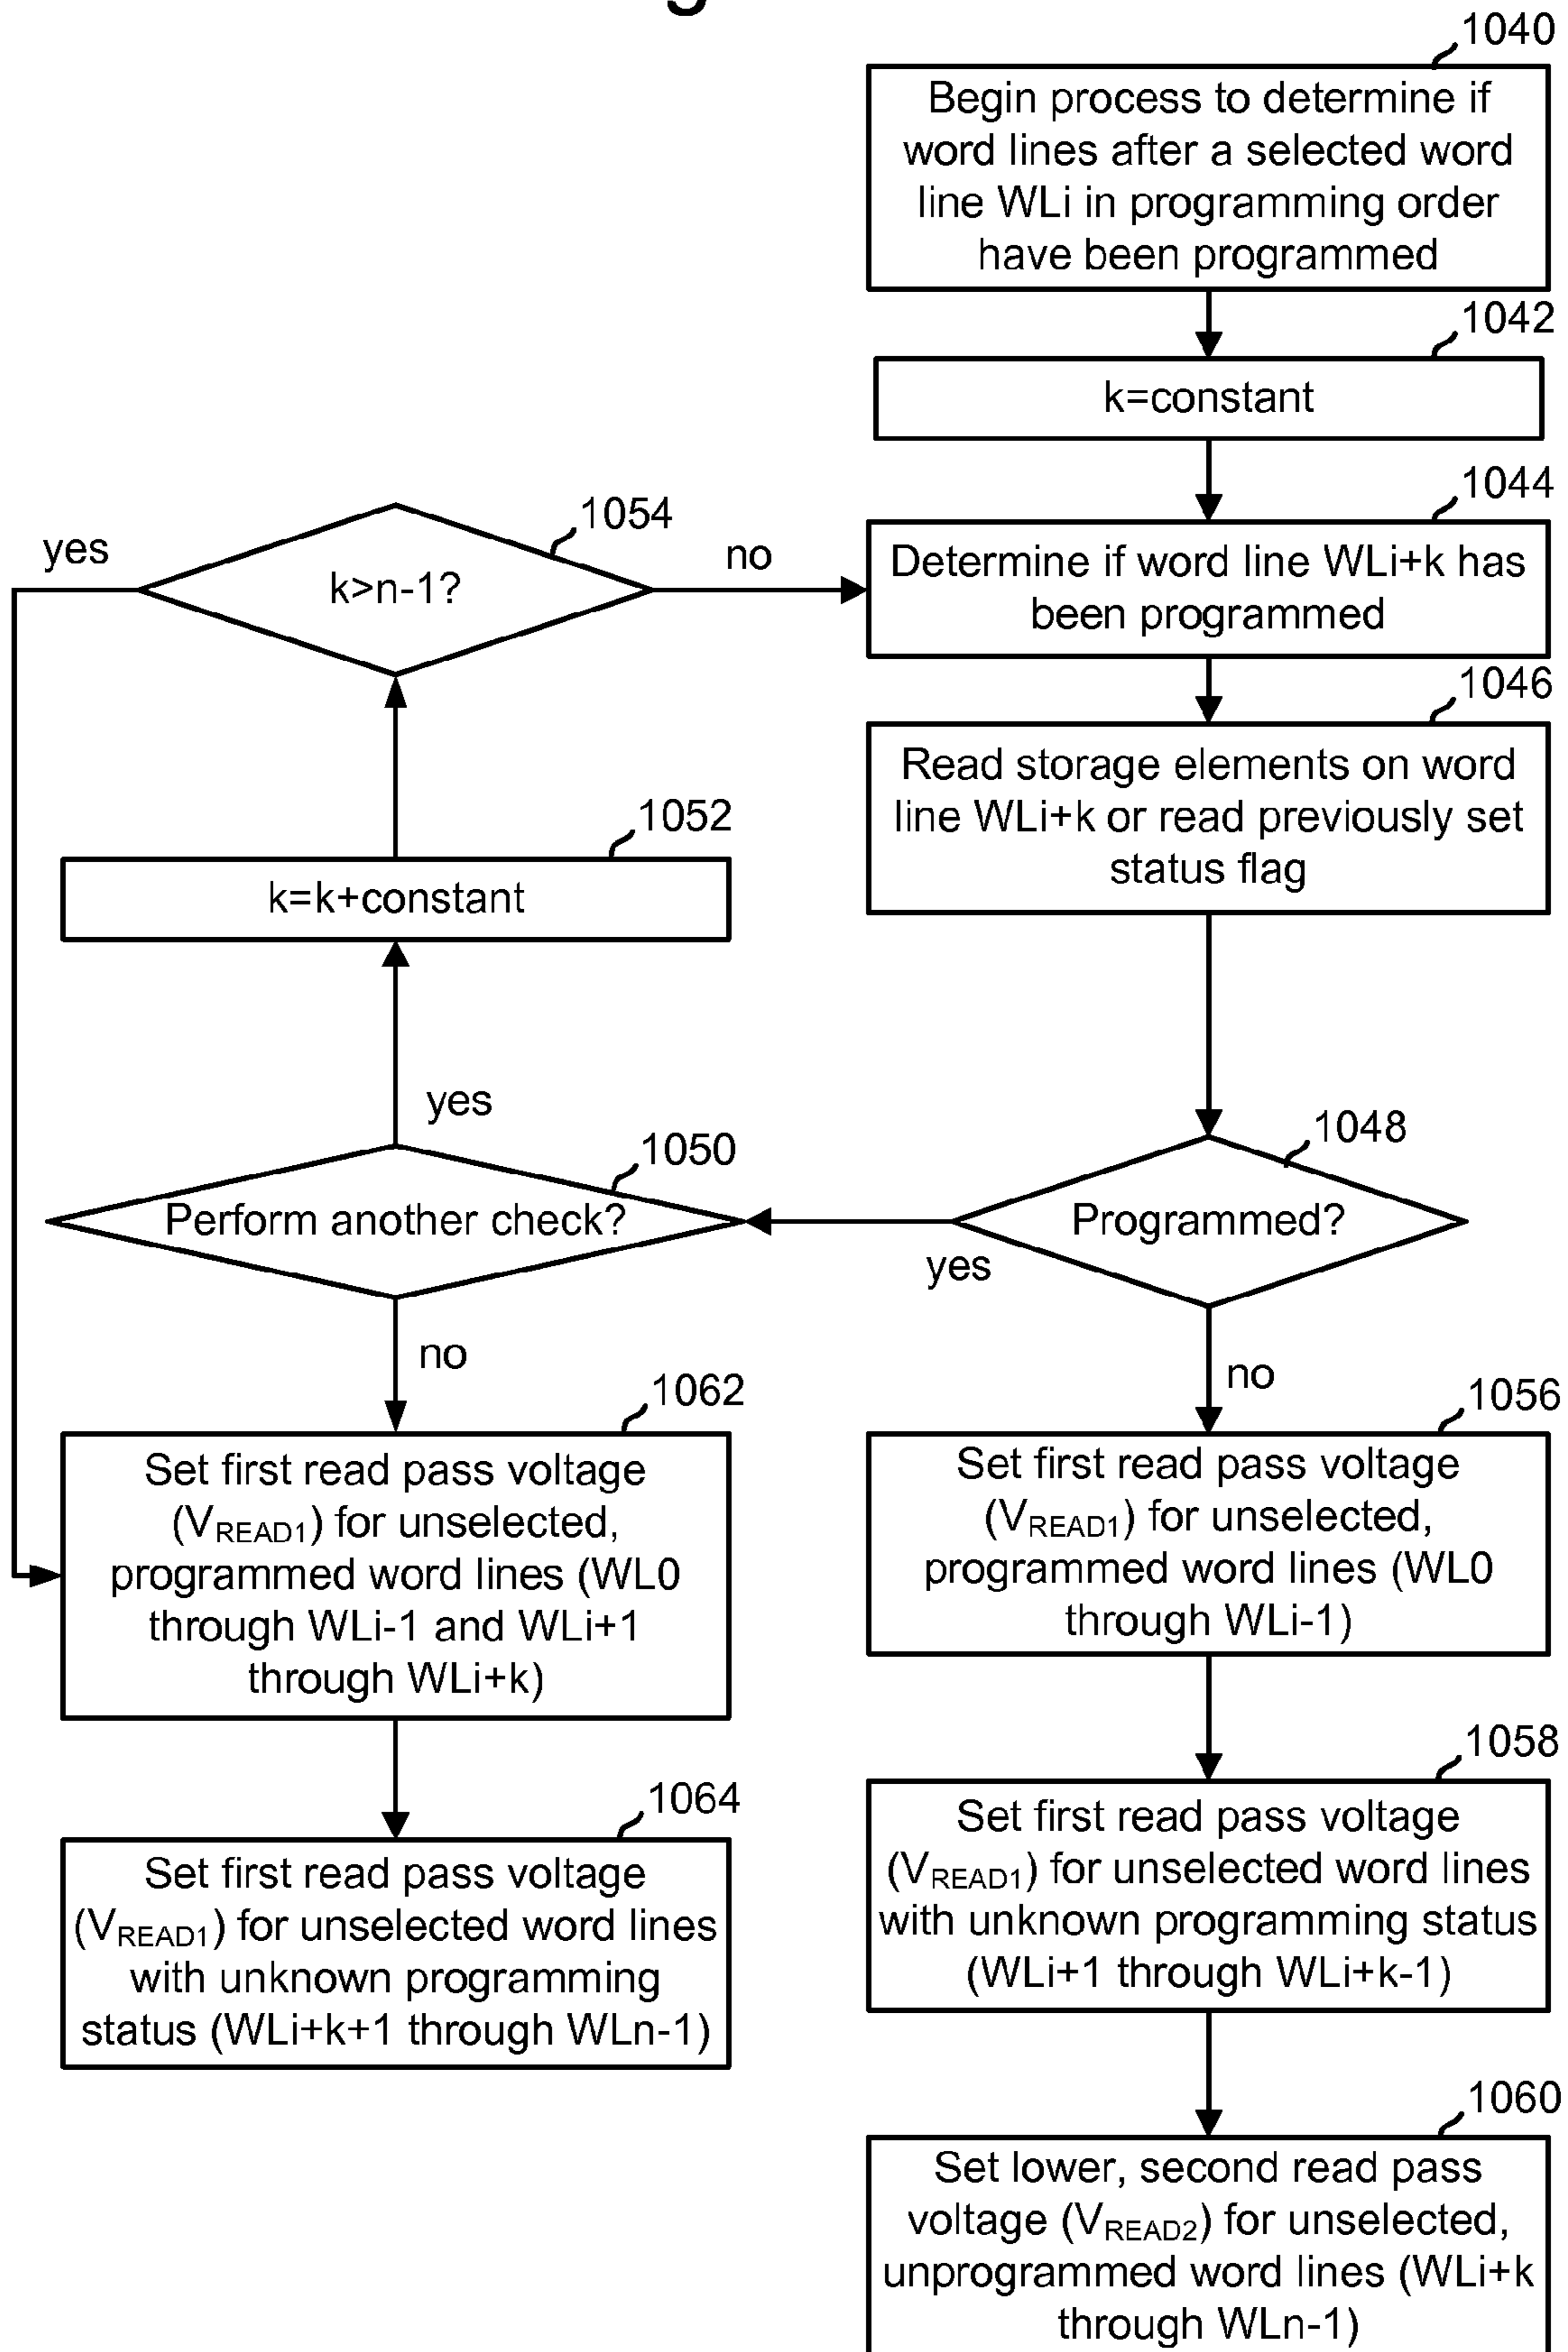 1040
Begin process to determine if
word lines after a selected word
line WLi in programming order
have been programmed
1042
k=constant
1044
Determine if word line WLi+k has
been programmed
1054
k>n-1?
yes
no
1046
Read storage elements on word
line WLi+k or read previously set
status flag
1052
k=k+constant
yes
1048
Programmed?
yes
no
1050
Perform another check?
no
1062
Set first read pass voltage
(VREAD1) for unselected,
programmed word lines (WL0
through WLi-1 and WLi+1
through WLi+k)
1056
Set first read pass voltage
(VREAD1) for unselected,
programmed word lines (WL0
through WLi-1)
1064
Set first read pass voltage
(VREAD1) for unselected word lines
with unknown programming
status (WLi+k+1 through WLn-1)
1058
Set first read pass voltage
(VREAD1) for unselected word lines
with unknown programming status
(WLi+1 through WLi+k-1)
1060
Set lower, second read pass
voltage (VREAD2) for unselected,
unprogrammed word lines (WLi+k
through WLn-1)